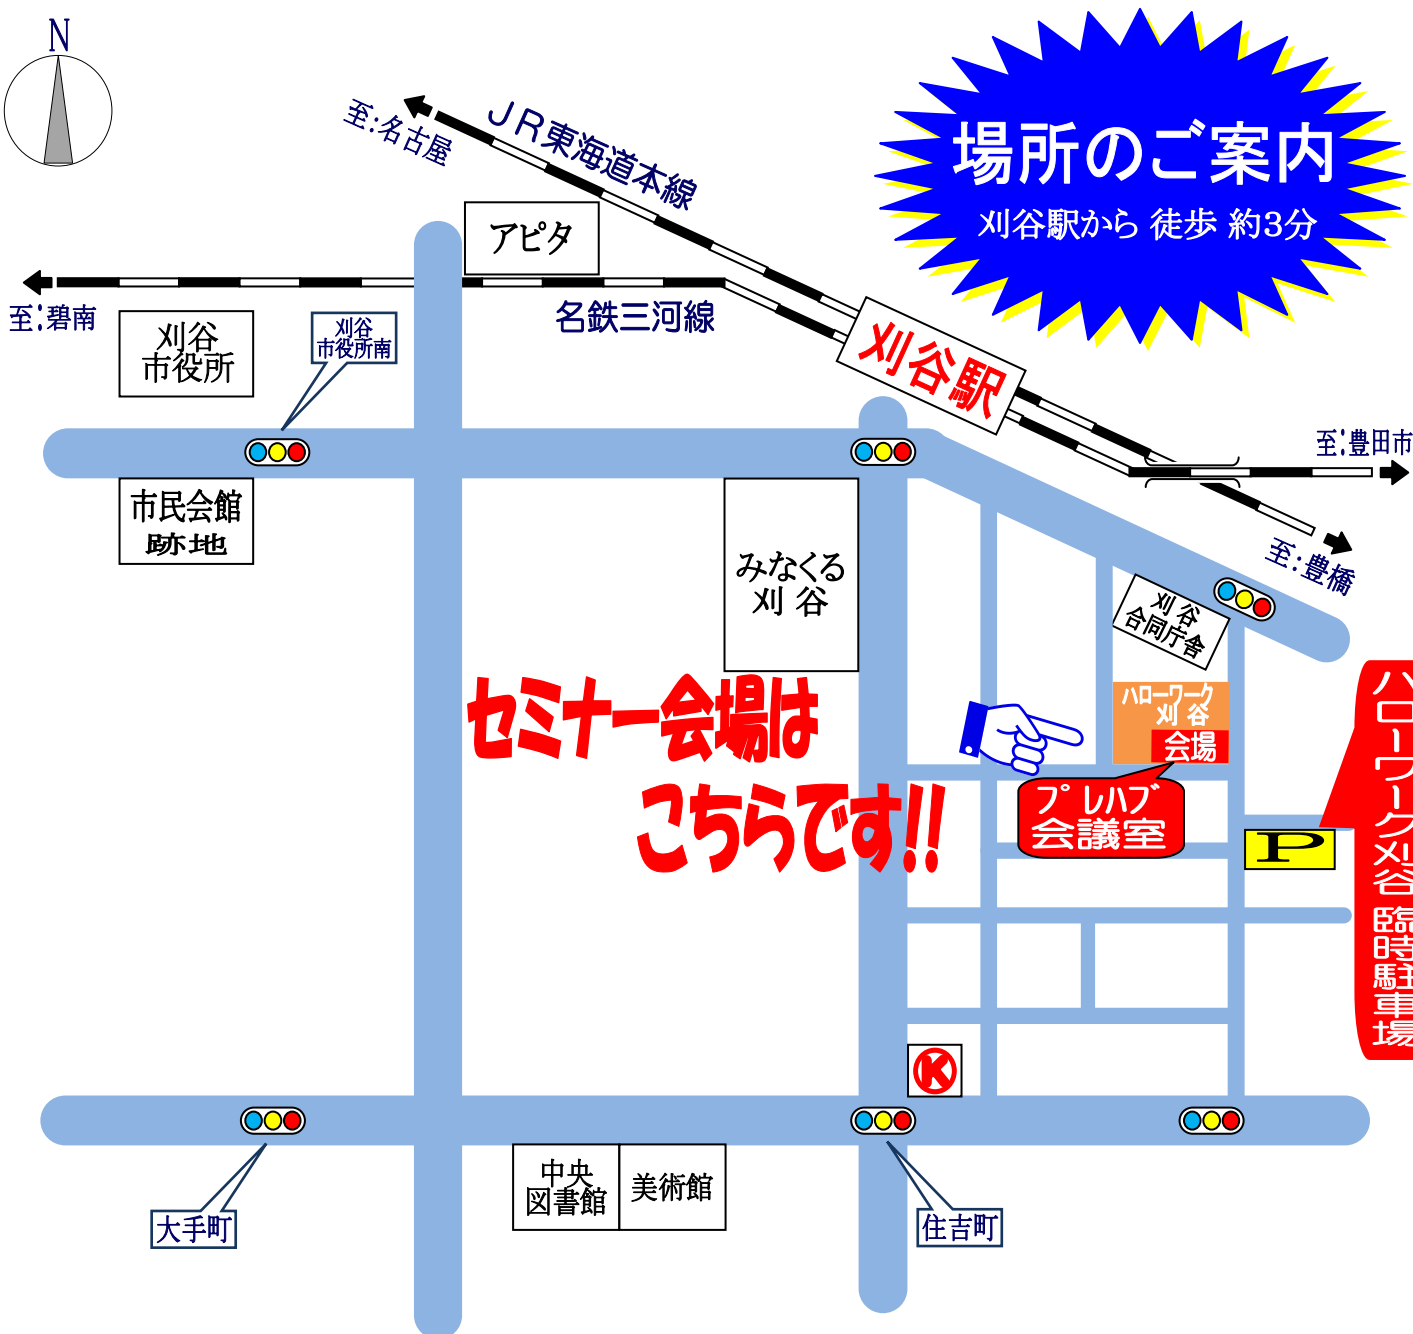 N
場所のご案内
刈谷駅から 徒歩 約3分
至:名古屋
JR東海道本線
アピタ
至:碧南
名鉄三河線
刈谷
市役所
刈谷
市役所南
刈谷駅
至:豊田市
至:豊橋
市民会館
跡地
みなくる
刈 谷
刈 谷
合同庁舎
セミナー会場は
こちらです!!
ハローワーク
刈 谷
会場
プレハブ
会議室
P
ハローワーク刈谷 臨時駐車場
K
中央
図書館
美術館
大手町
住吉町